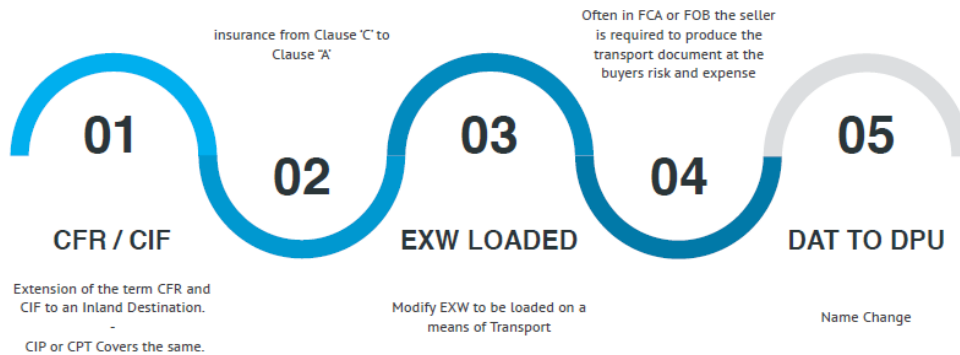 01
CFR / CIF
Extension of the term CFR and
CIF to an Inland Destination.
-
CIP or CPT Covers the same.
insurance from Clause 'C' to
Clause "A'
02
03
EXW LOADED
Modify EXW to be loaded on a
means of Transport
Often in FCA or FOB the seller
is required to produce the
transport document at the
buyers risk and expense
04
05
DAT TO DPU
Name Change